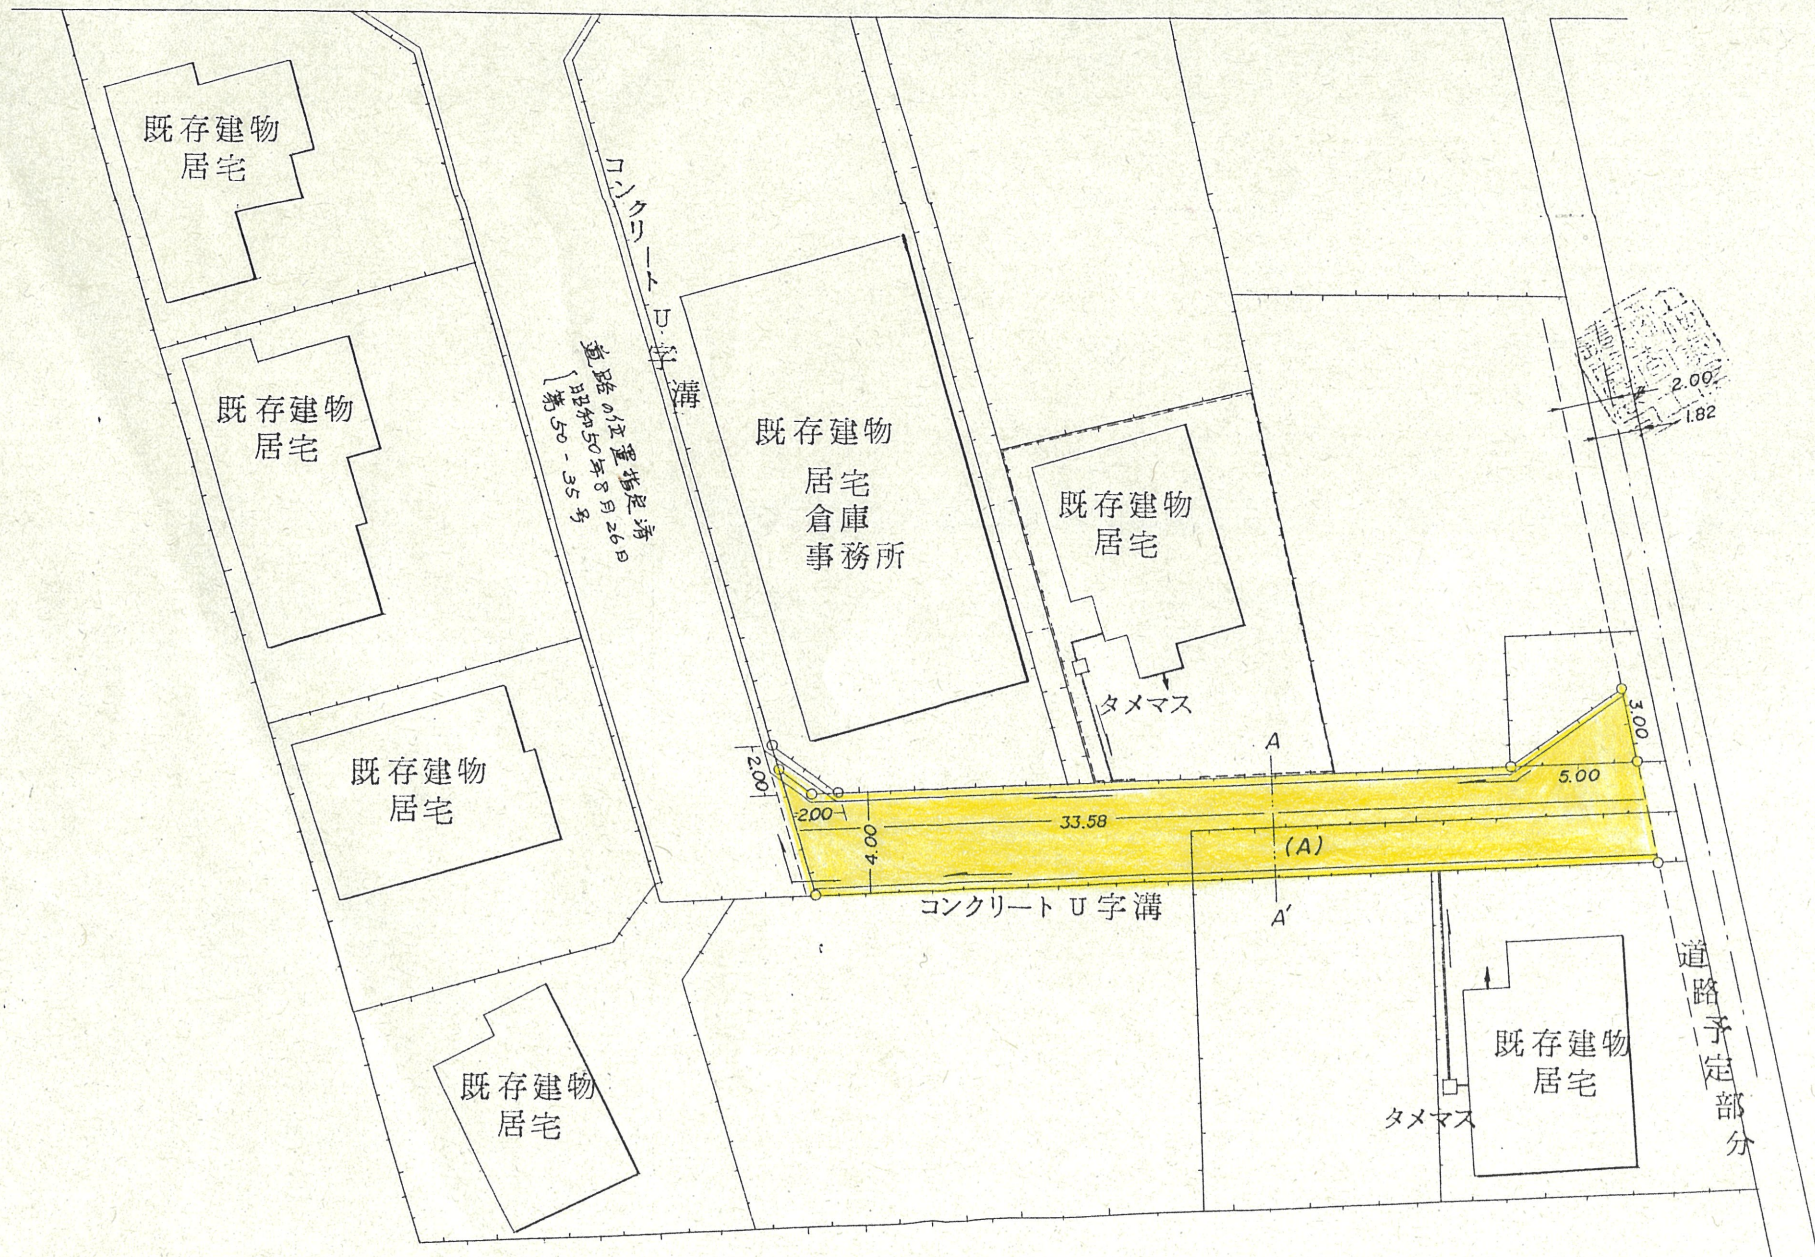 既存建物
居宅
コンクリート U字溝
道路の位置指定済
昭和50年8月26日
第50-35号
既存建物
居宅
既存建物
居宅
倉庫
事務所
既存建物
居宅
2.00
1.82
タメマス
3.00
A
5.00
2.00
2.00
33.58
4.00
(A)
既存建物
居宅
コンクリート U字溝
A'
道路予定部分
既存建物
居宅
タメマス
既存建物
居宅